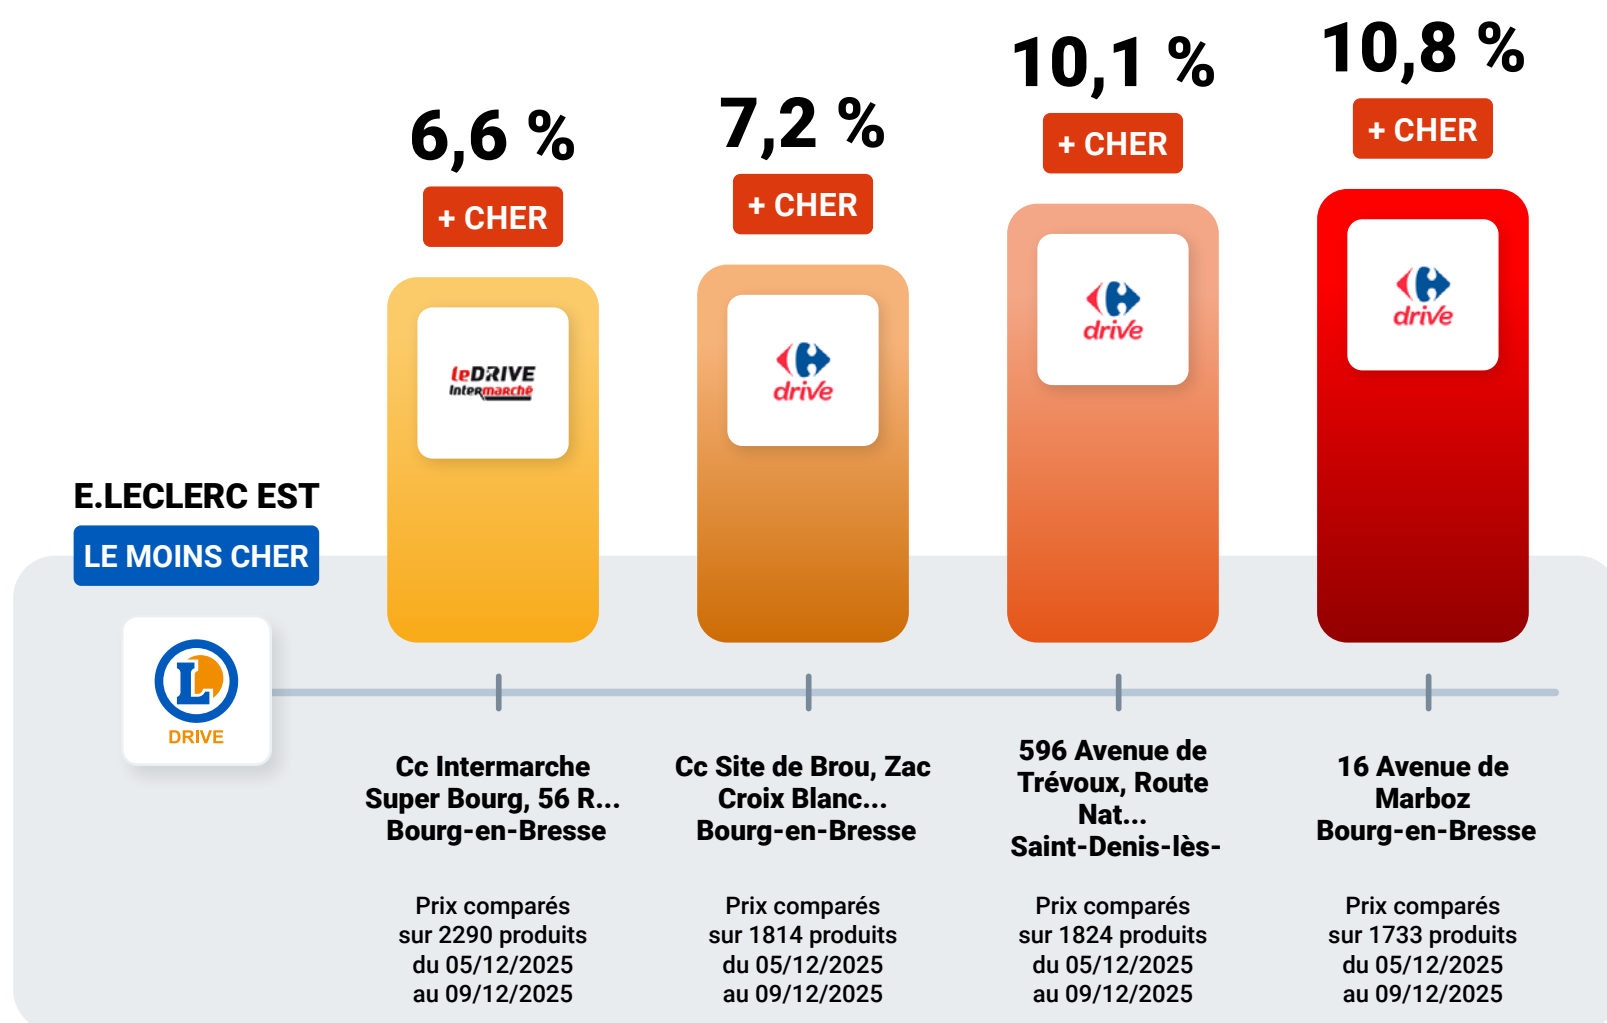 E.LECLERC EST
LE MOINS CHER
L
DRIVE
6,6 %
+ CHER
leDRIVE
Intermarché
Cc Intermarche
Super Bourg, 56 R...
Bourg-en-Bresse
Prix comparés
sur 2290 produits
du 05/12/2025
au 09/12/2025
7,2 %
+ CHER
drive
Cc Site de Brou, Zac
Croix Blanc...
Bourg-en-Bresse
Prix comparés
sur 1814 produits
du 05/12/2025
au 09/12/2025
10,1 %
+ CHER
drive
596 Avenue de
Trévoux, Route
Nat...
Saint-Denis-lès-
Prix comparés
sur 1824 produits
du 05/12/2025
au 09/12/2025
10,8 %
+ CHER
drive
16 Avenue de
Marboz
Bourg-en-Bresse
Prix comparés
sur 1733 produits
du 05/12/2025
au 09/12/2025